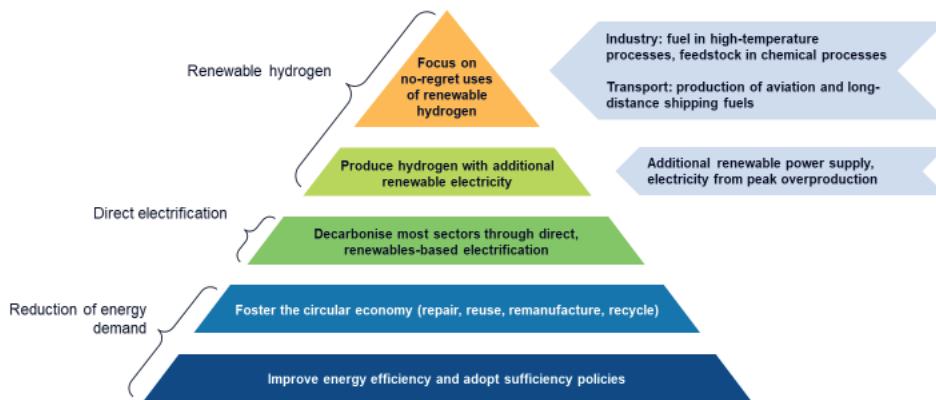 Renewable hydrogen
Focus on
no-regret uses
of renewable
hydrogen
Industry: fuel in high-temperature
processes, feedstock in chemical processes
Transport: production of aviation and long-
distance shipping fuels
Produce hydrogen with additional
renewable electricity
Additional renewable power supply,
electricity from peak overproduction
Direct electrification
Decarbonise most sectors through direct,
renewables-based electrification
Reduction of energy
demand
Foster the circular economy (repair, reuse, remanufacture, recycle)
Improve energy efficiency and adopt sufficiency policies